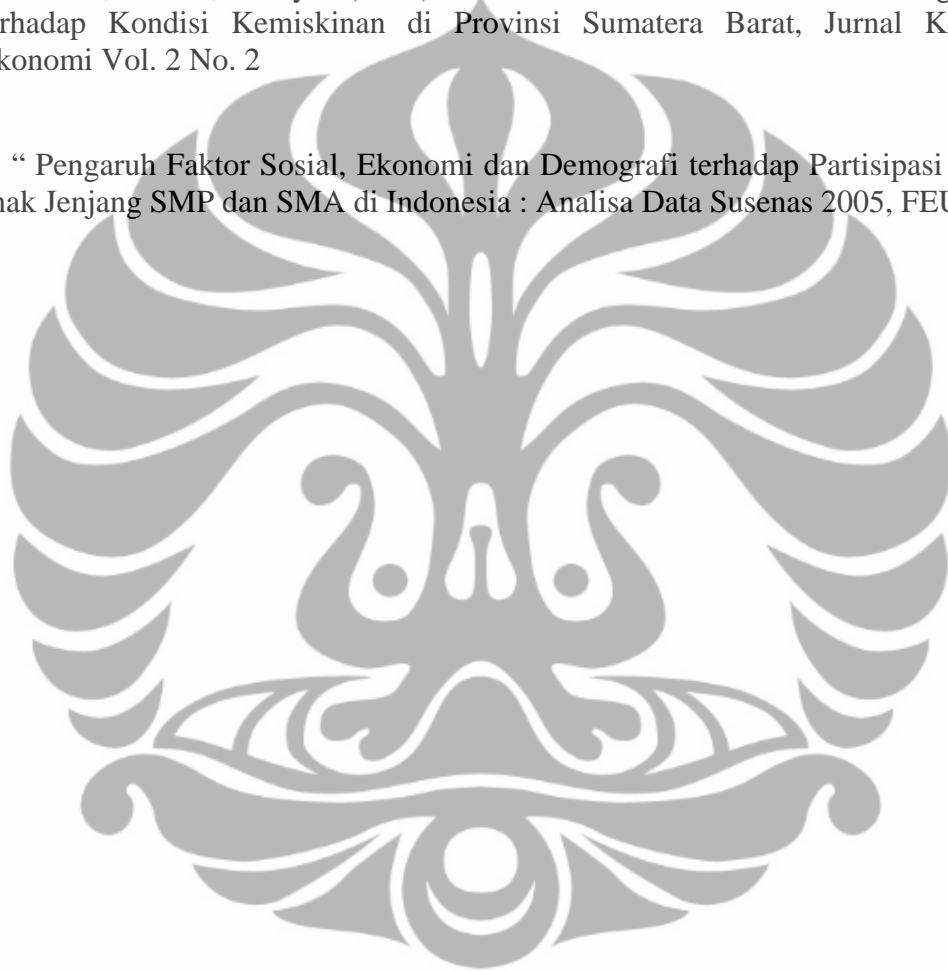 rhadap Kondisi Kemiskinan di Provinsi Sumatera Barat, Jurnal K
konomi Vol. 2 No. 2
“ Pengaruh Faktor Sosial, Ekonomi dan Demografi terhadap Partisipasi
nak Jenjang SMP dan SMA di Indonesia : Analisa Data Susenas 2005, FEU